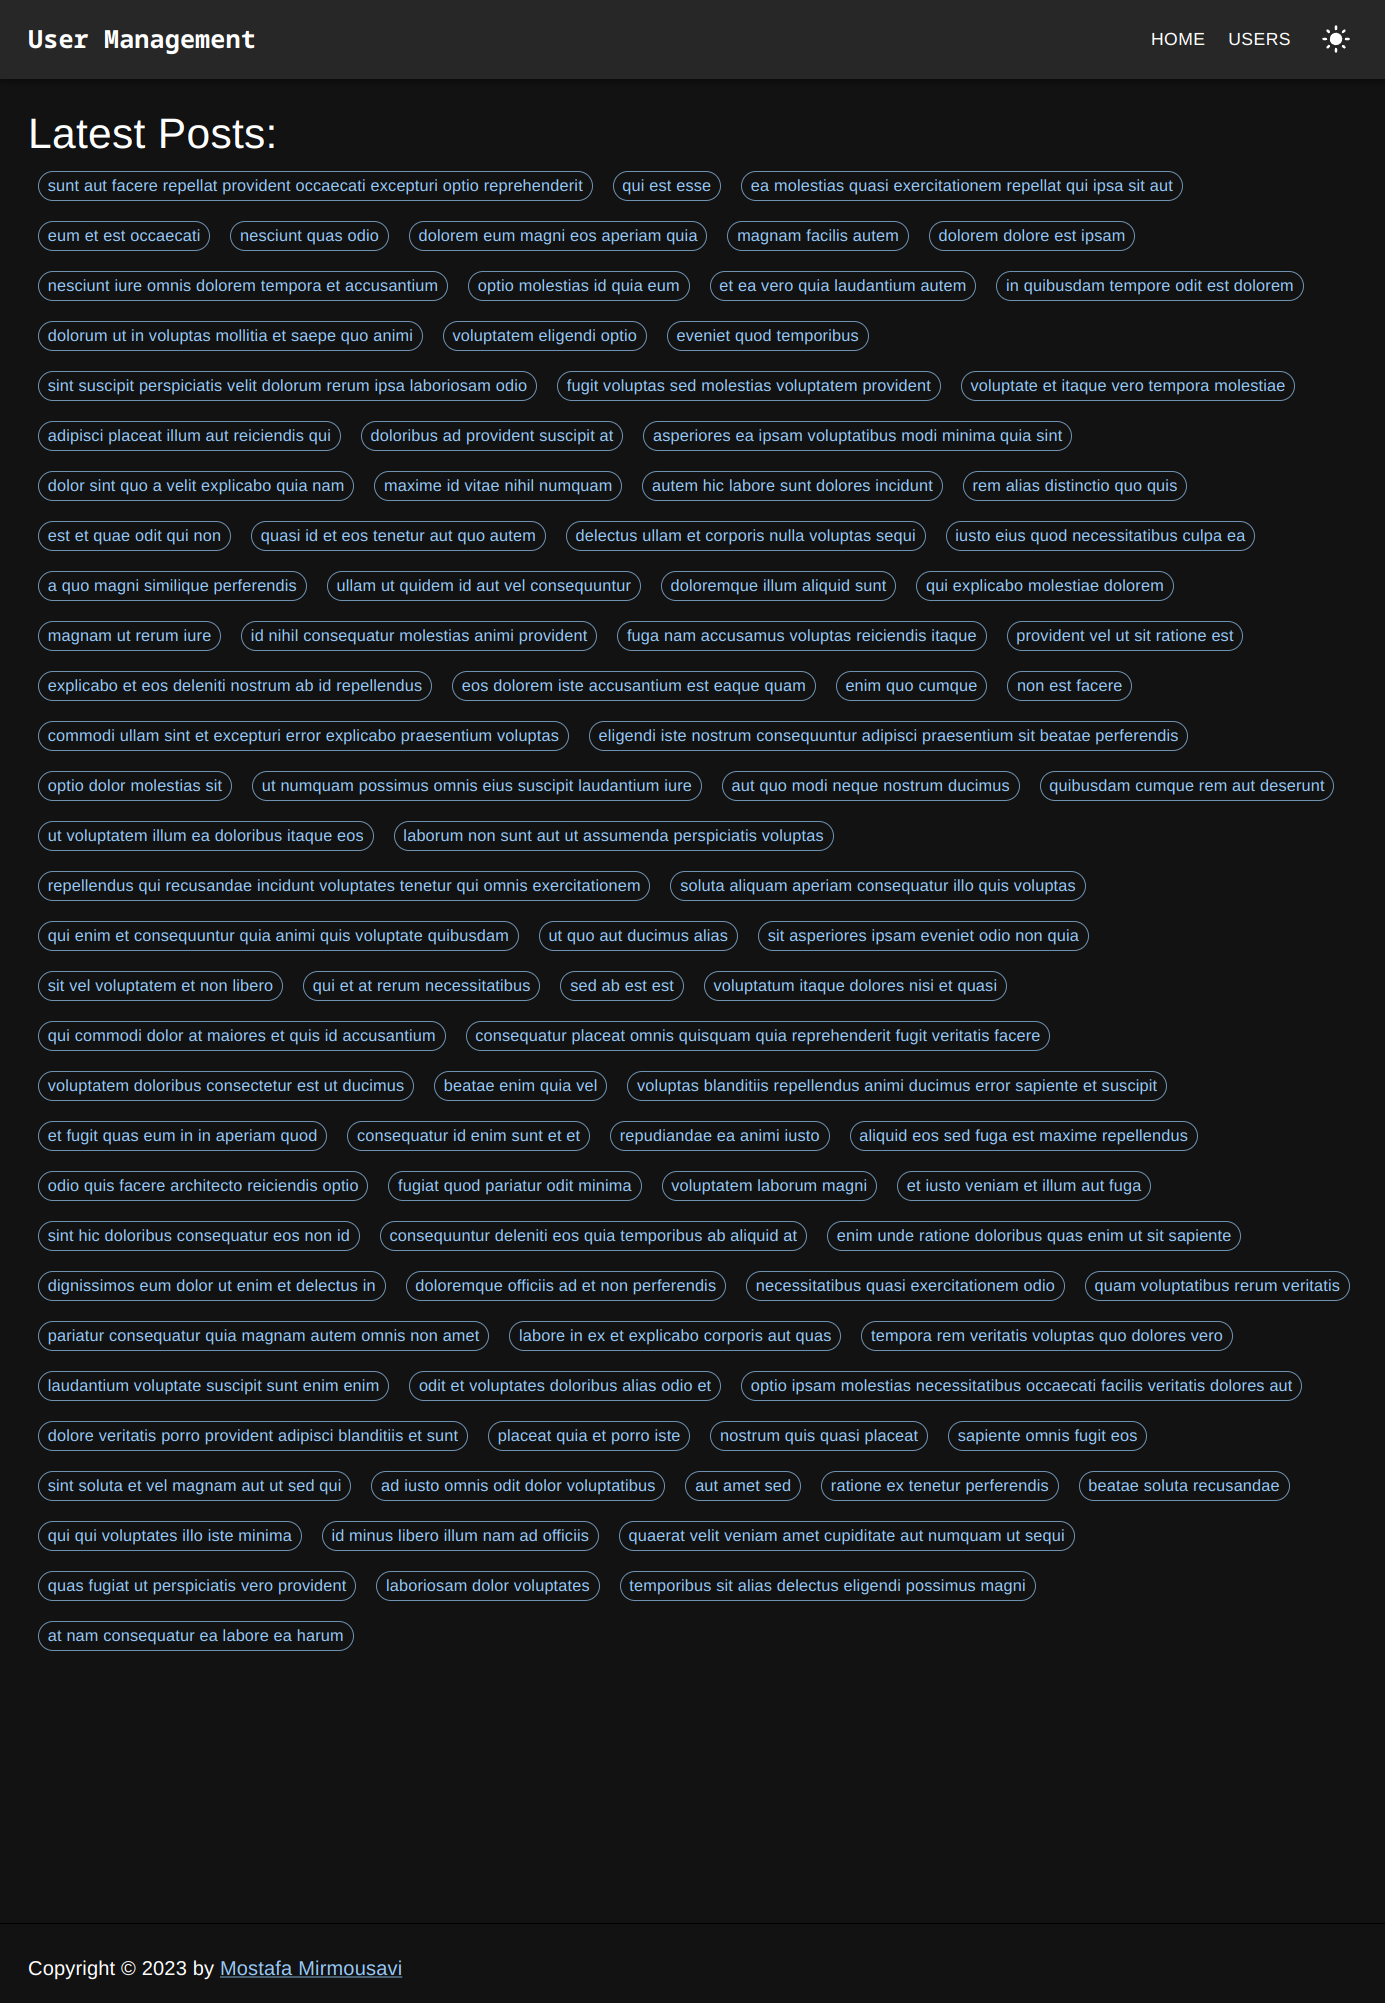 User Management HOME USERS
Latest Posts:
sunt aut facere repellat provident occaecati excepturi optio reprehenderit qui est esse ea molestias quasi exercitationem repellat qui ipsa sit aut
eum et est occaecati nesciunt quas odio dolorem eum magni eos aperiam quia magnam facilis autem dolorem dolore est ipsam
nesciunt iure omnis dolorem tempora et accusantium optio molestias id quia eum et ea vero quia laudantium autem in quibusdam tempore odit est dolorem
dolorum ut in voluptas mollitia et saepe quo animi voluptatem eligendi optio eveniet quod temporibus
sint suscipit perspiciatis velit dolorum rerum ipsa laboriosam odio fugit voluptas sed molestias voluptatem provident voluptate et itaque vero tempora molestiae
adipisci placeat illum aut reiciendis qui doloribus ad provident suscipit at asperiores ea ipsam voluptatibus modi minima quia sint
dolor sint quo a velit explicabo quia nam maxime id vitae nihil numquam autem hic labore sunt dolores incidunt rem alias distinctio quo quis
est et quae odit qui non quasi id et eos tenetur aut quo autem delectus ullam et corporis nulla voluptas sequi iusto eius quod necessitatibus culpa ea
a quo magni similique perferendis ullam ut quidem id aut vel consequuntur doloremque illum aliquid sunt qui explicabo molestiae dolorem
magnam ut rerum iure id nihil consequatur molestias animi provident fuga nam accusamus voluptas reiciendis itaque provident vel ut sit ratione est
explicabo et eos deleniti nostrum ab id repellendus eos dolorem iste accusantium est eaque quam enim quo cumque non est facere
commodi ullam sint et excepturi error explicabo praesentium voluptas eligendi iste nostrum consequuntur adipisci praesentium sit beatae perferendis
optio dolor molestias sit ut numquam possimus omnis eius suscipit laudantium iure aut quo modi neque nostrum ducimus quibusdam cumque rem aut deserunt
ut voluptatem illum ea doloribus itaque eos laborum non sunt aut ut assumenda perspiciatis voluptas
repellendus qui recusandae incidunt voluptates tenetur qui omnis exercitationem soluta aliquam aperiam consequatur illo quis voluptas
qui enim et consequuntur quia animi quis voluptate quibusdam ut quo aut ducimus alias sit asperiores ipsam eveniet odio non quia
sit vel voluptatem et non libero qui et at rerum necessitatibus sed ab est est voluptatum itaque dolores nisi et quasi
qui commodi dolor at maiores et quis id accusantium consequatur placeat omnis quisquam quia reprehenderit fugit veritatis facere
voluptatem doloribus consectetur est ut ducimus beatae enim quia vel voluptas blanditiis repellendus animi ducimus error sapiente et suscipit
et fugit quas eum in in aperiam quod consequatur id enim sunt et et repudiandae ea animi iusto aliquid eos sed fuga est maxime repellendus
odio quis facere architecto reiciendis optio fugiat quod pariatur odit minima voluptatem laborum magni et iusto veniam et illum aut fuga
sint hic doloribus consequatur eos non id consequuntur deleniti eos quia temporibus ab aliquid at enim unde ratione doloribus quas enim ut sit sapiente
dignissimos eum dolor ut enim et delectus in doloremque officiis ad et non perferendis necessitatibus quasi exercitationem odio quam voluptatibus rerum veritatis
pariatur consequatur quia magnam autem omnis non amet labore in ex et explicabo corporis aut quas tempora rem veritatis voluptas quo dolores vero
laudantium voluptate suscipit sunt enim enim odit et voluptates doloribus alias odio et optio ipsam molestias necessitatibus occaecati facilis veritatis dolores aut
dolore veritatis porro provident adipisci blanditiis et sunt placeat quia et porro iste nostrum quis quasi placeat sapiente omnis fugit eos
sint soluta et vel magnam aut ut sed qui ad iusto omnis odit dolor voluptatibus aut amet sed ratione ex tenetur perferendis beatae soluta recusandae
qui qui voluptates illo iste minima id minus libero illum nam ad officiis quaerat velit veniam amet cupiditate aut numquam ut sequi
quas fugiat ut perspiciatis vero provident laboriosam dolor voluptates temporibus sit alias delectus eligendi possimus magni
at nam consequatur ea labore ea harum
Copyright © 2023 by Mostafa Mirmousavi